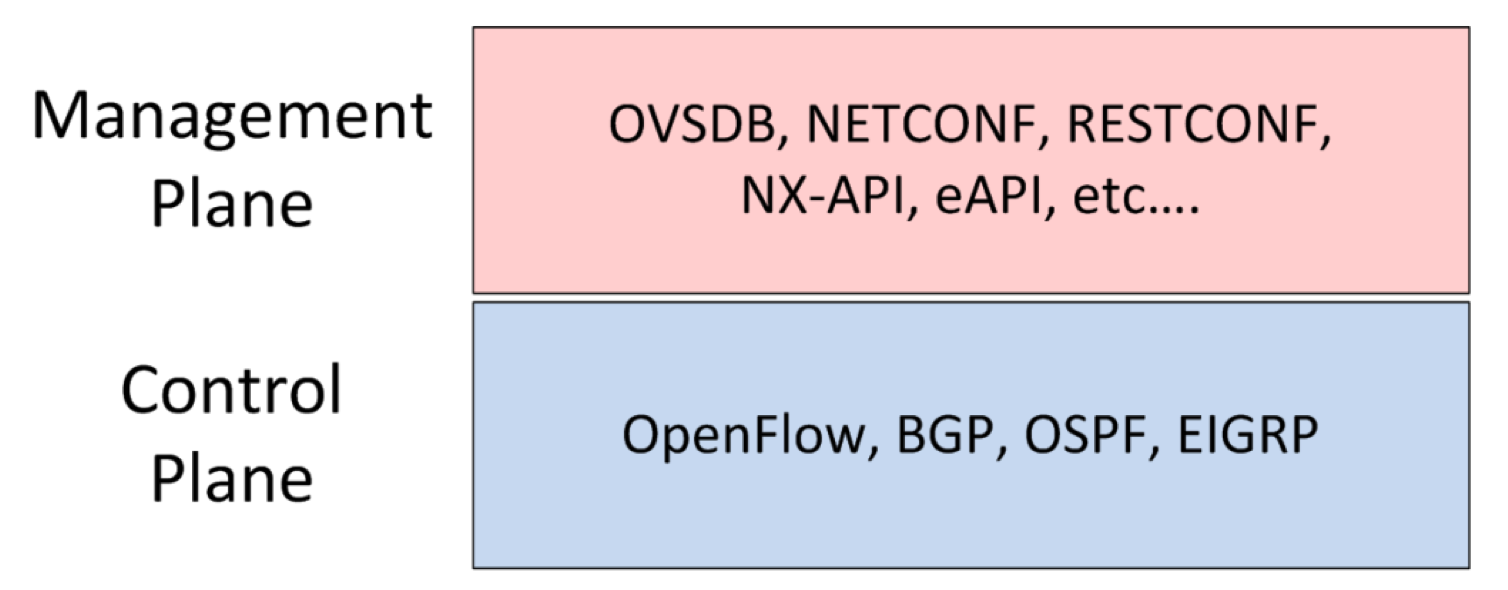 Management
Plane
OVSDB, NETCONF, RESTCONF,
NX-API, eAPI, etc….
Control
Plane
OpenFlow, BGP, OSPF, EIGRP